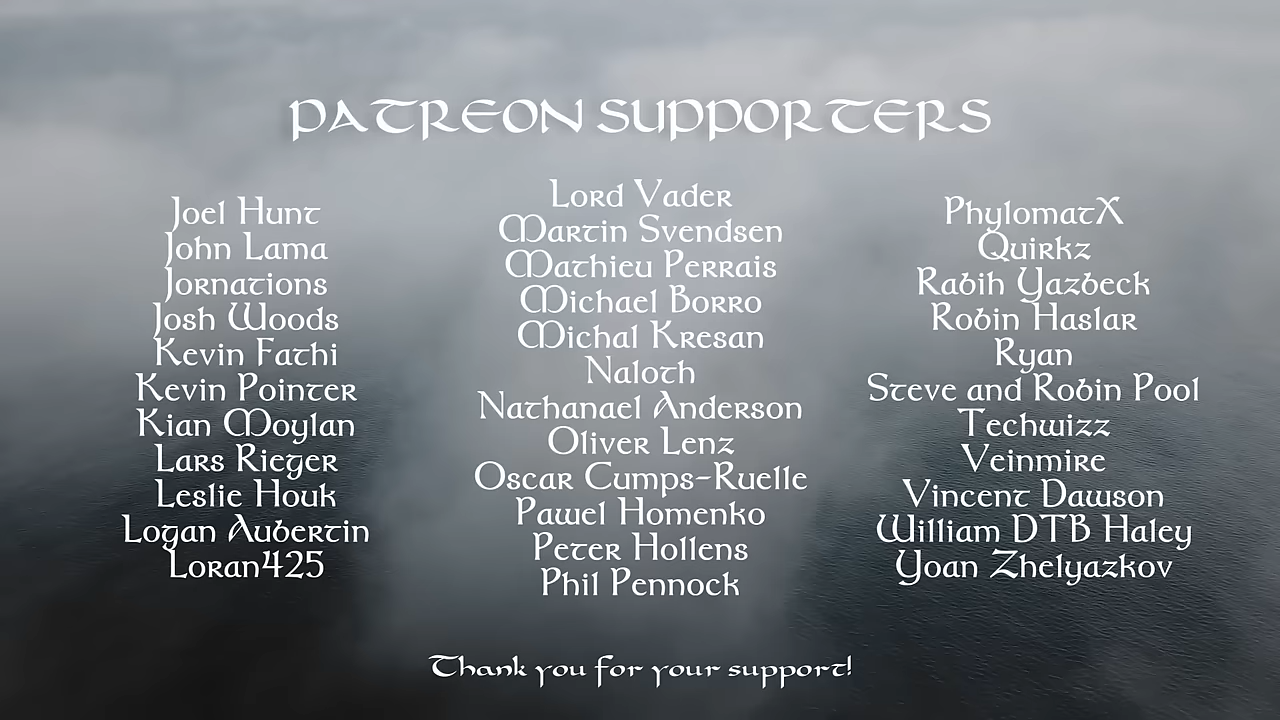 PATREON SUPPORTERS
Joel Hunt
John Lama
Jornations
Josh Woods
Kevin Fathi
Kevin Pointer
Kian Moylan
Lars Rieger
Leslie Houk
Logan Aubertin
Loran425
Lord Vader
Martin Svendsen
Mathieu Perrais
Michael Borro
Michal Kresan
Naloth
Nathanael Anderson
Oliver Lenz
Oscar Cumps-Ruelle
Pawel Homenko
Peter Hollens
Phil Pennock
PhylomatX
Quirkz
Rabih Yazbeck
Robin Haslar
Ryan
Steve and Robin Pool
Techwizz
Veinmire
Vincent Dawson
William DTB Haley
Yoan Zhelyazkov
Thank you for your support!